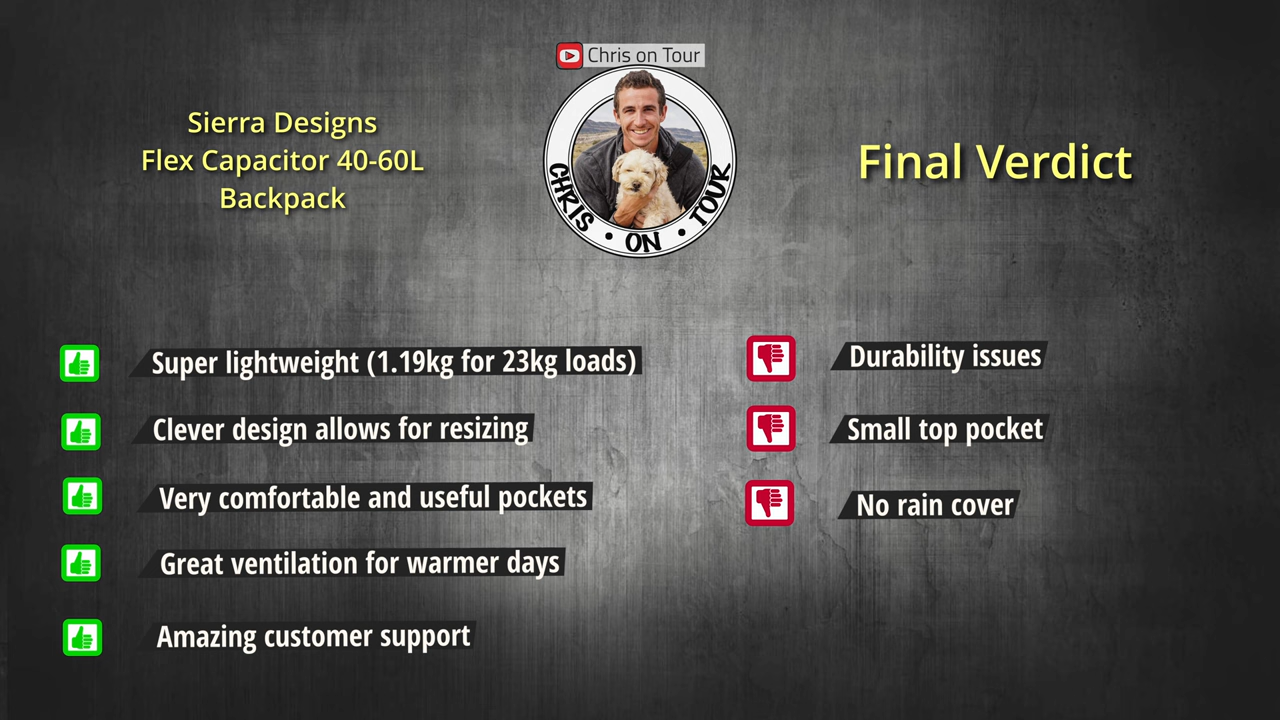 Chris on Tour
CHRIS • ON • TOUR
Sierra Designs
Flex Capacitor 40-60L
Backpack
Final Verdict
Super lightweight (1.19kg for 23kg loads)
Clever design allows for resizing
Very comfortable and useful pockets
Great ventilation for warmer days
Amazing customer support
Durability issues
Small top pocket
No rain cover